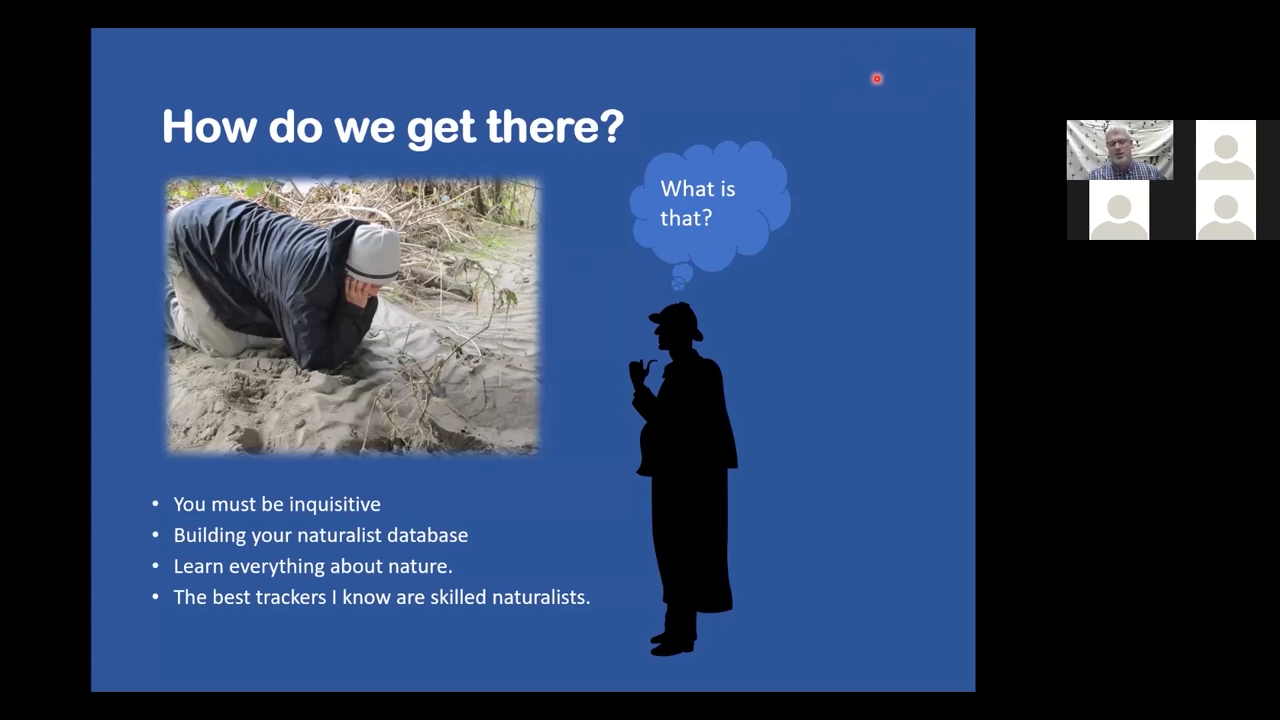 How do we get there?
What is
that?
• You must be inquisitive
• Building your naturalist database
• Learn everything about nature.
• The best trackers I know are skilled naturalists.